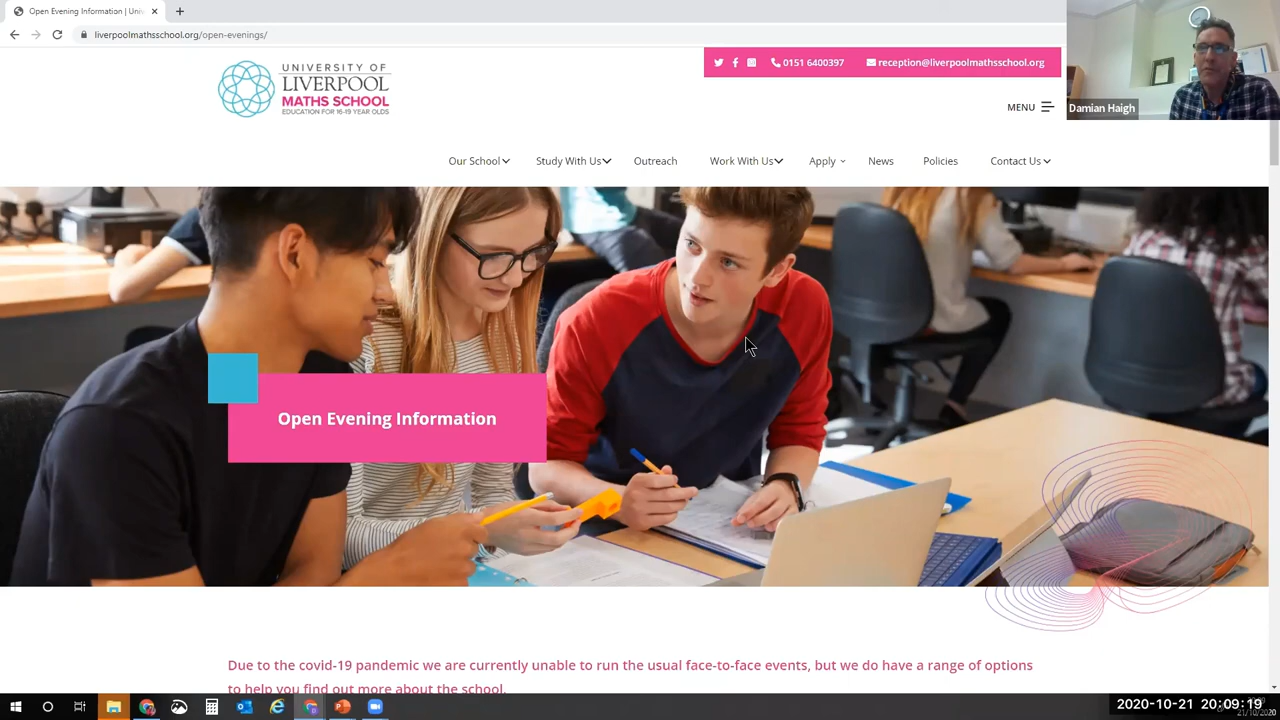 Open Evening Information | Uni
liverpoolmathsschool.org/open-evenings/
UNIVERSITY OF
LIVERPOOL
MATHS SCHOOL
EDUCATION FOR 16-19 YEAR OLDS
0151 6400397
reception@liverpoolmathsschool.org
MENU
Damian Haigh
Our School
Study With Us
Outreach
Work With Us
Apply
News
Policies
Contact Us
Open Evening Information
Due to the covid-19 pandemic we are currently unable to run the usual face-to-face events, but we do have a range of options
to help you find out more about the school.
2020-10-21 20:09:19
21/10/2020